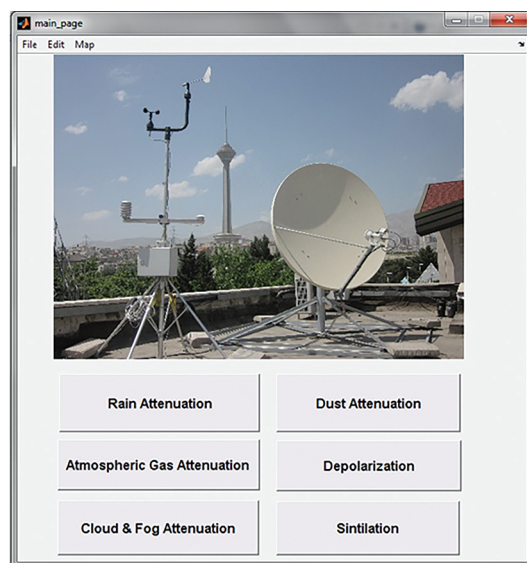 main_page
File Edit Map
Rain Attenuation
Dust Attenuation
Atmospheric Gas Attenuation
Depolarization
Cloud & Fog Attenuation
Sintilation